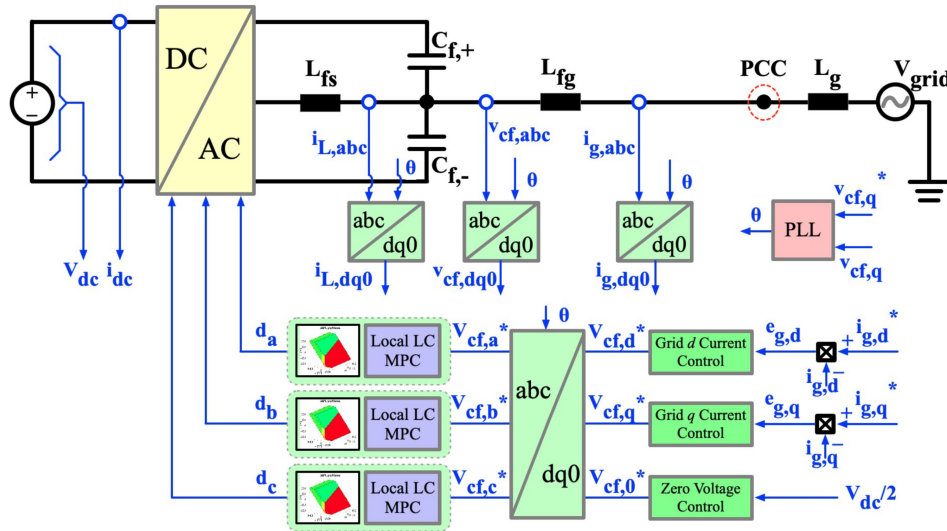 C_f,+
L_fs
L_fg
PCC
L_g
V_grid
DC
AC
+
−
i_L,abc
v_cf,abc
i_g,abc
C_f,-
θ
θ
θ
abc
dq0
abc
dq0
abc
dq0
θ
PLL
v_cf,q*
v_cf,q
V_dc
i_dc
i_L,dq0
v_cf,dq0
i_g,dq0
θ
d_a
Local LC
MPC
V_cf,a*
abc
dq0
V_cf,d*
Grid d Current
Control
e_g,d
+
i_g,d*
i_g,d
−
d_b
Local LC
MPC
V_cf,b*
V_cf,q*
Grid q Current
Control
e_g,q
+
i_g,q*
i_g,q
−
d_c
Local LC
MPC
V_cf,c*
V_cf,0*
Zero Voltage
Control
V_dc/2